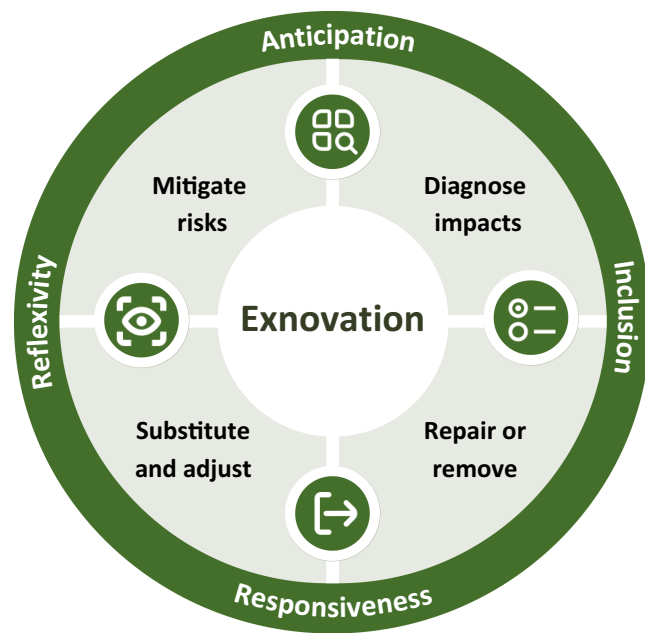 Anticipation
Mitigate
risks
Diagnose
impacts
Reflexivity
Exnovation
Inclusion
Substitute
and adjust
Repair or
remove
Responsiveness